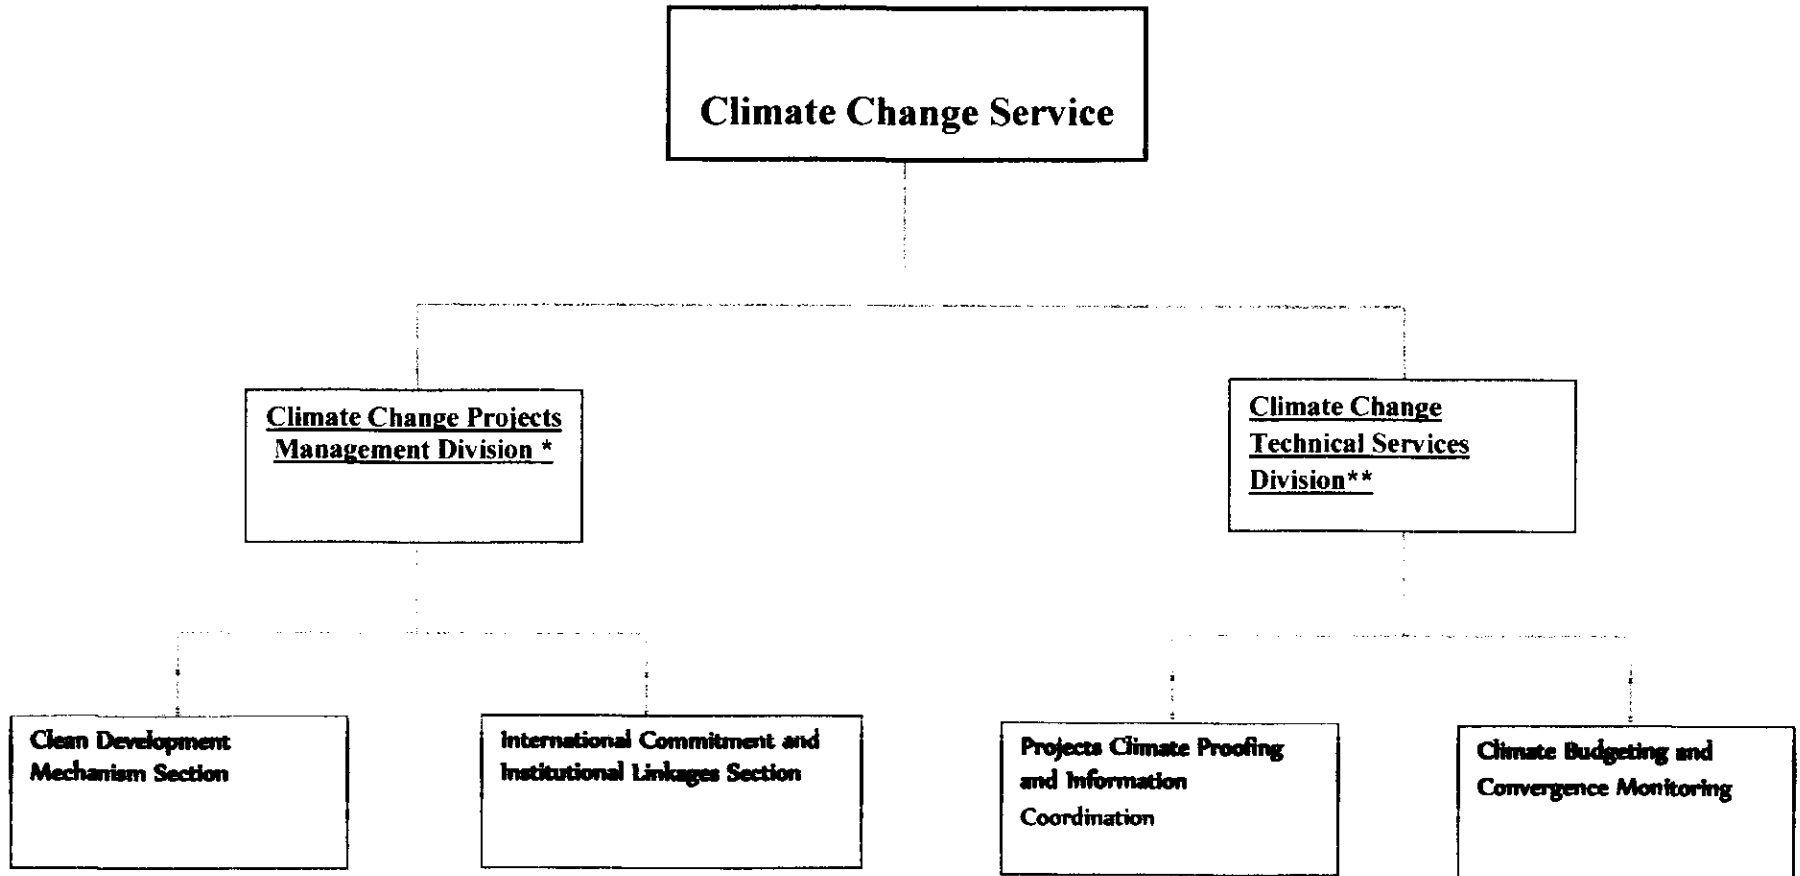 Climate Change Service
Climate Change Projects
Management Division *
Climate Change
Technical Services
Division**
Clean Development
Mechanism Section
International Commitment and
Institutional Linkages Section
Projects Climate Proofing
and Information
Coordination
Climate Budgeting and
Convergence Monitoring